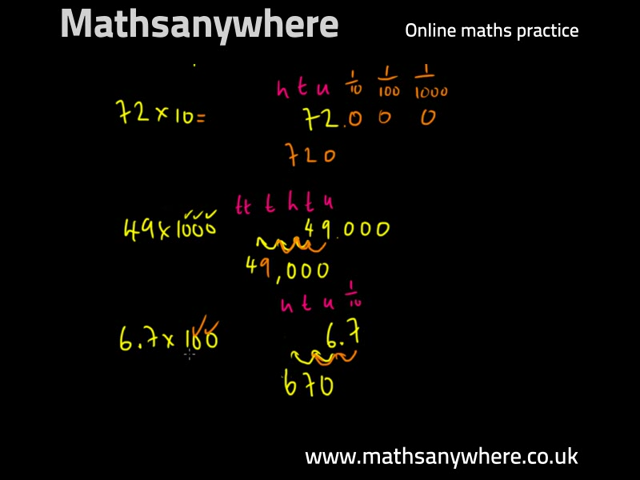 Mathsanywhere
Online maths practice
h t u 1/10 1/100 1/1000
72 × 10 = 72.0 0 0
720
tt t h t u
49 × 1000 49.000
49,000
h t u 1/10
6.7 × 100 6.7
670
www.mathsanywhere.co.uk